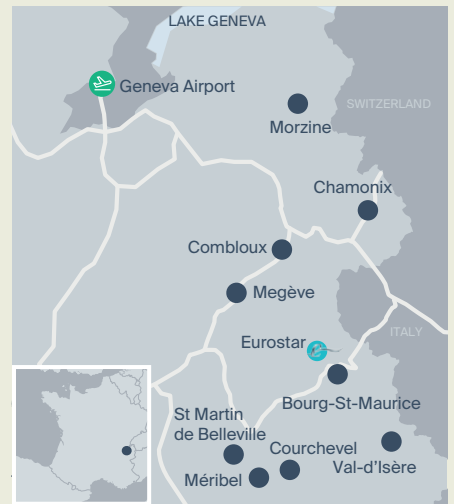 LAKE GENEVA
Geneva Airport
SWITZERLAND
Morzine
Chamonix
Combloux
Megève
ITALY
Eurostar
Bourg-St-Maurice
St Martin
de Belleville
Courchevel
Val-d'Isère
Méribel